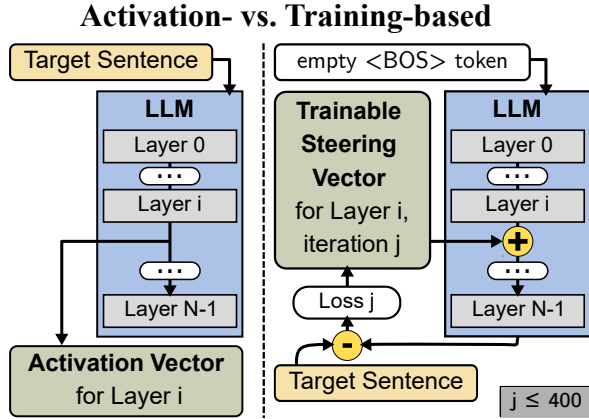 Activation- vs. Training-based
Target Sentence
LLM
Layer 0
...
Layer i
...
Layer N-1
Activation Vector
for Layer i
empty <BOS> token
Trainable
Steering
Vector
for Layer i,
iteration j
LLM
Layer 0
...
Layer i
+
...
Layer N-1
Loss j
-
Target Sentence
j ≤ 400